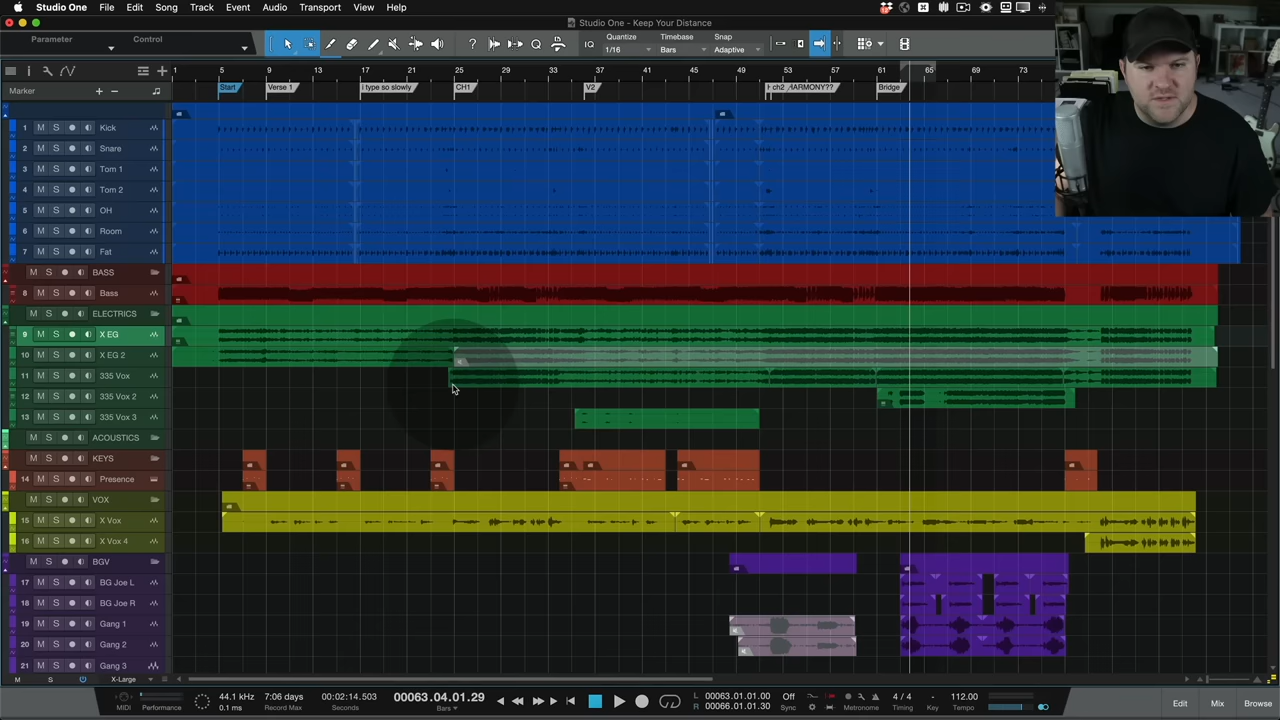 Studio One File Edit Song Track Event Audio Transport View Help
Studio One - Keep Your Distance
Parameter Control
IQ Quantize 1/16 Timebase Bars Snap Adaptive
1 5 9 13 17 21 25 29 33 37 41 45 49 53 57 61 65 69 73
Marker Start Verse 1 i type so slowly CH1 V2 ch2 HARMONY?? Bridge
1 M S Kick
2 M S Snare
3 M S Tom 1
4 M S Tom 2
5 M S OH
6 M S Room
7 M S Fat
M S BASS
8 M S Bass
M S ELECTRICS
9 M S X EG
10 M S X EG 2
11 M S 335 Vox
12 M S 335 Vox 2
13 M S 335 Vox 3
M S ACOUSTICS
M S KEYS
14 M S Presence
M S VOX
15 M S X Vox
16 M S X Vox 4
M S BGV
17 M S BG Joe L
18 M S BG Joe R
19 M S Gang 1
20 M S Gang 2
21 M S Gang 3
M S X-Large
MIDI Performance
44.1 kHz
0.1 ms
7:06 days
Record Max
00:02:14.503
Seconds
00063.04.01.29
Bars
L 00063.01.01.00
R 00066.01.01.30
Off
Sync
Metronome
4 / 4
Timing
Key
112.00
Tempo
Edit Mix Browse